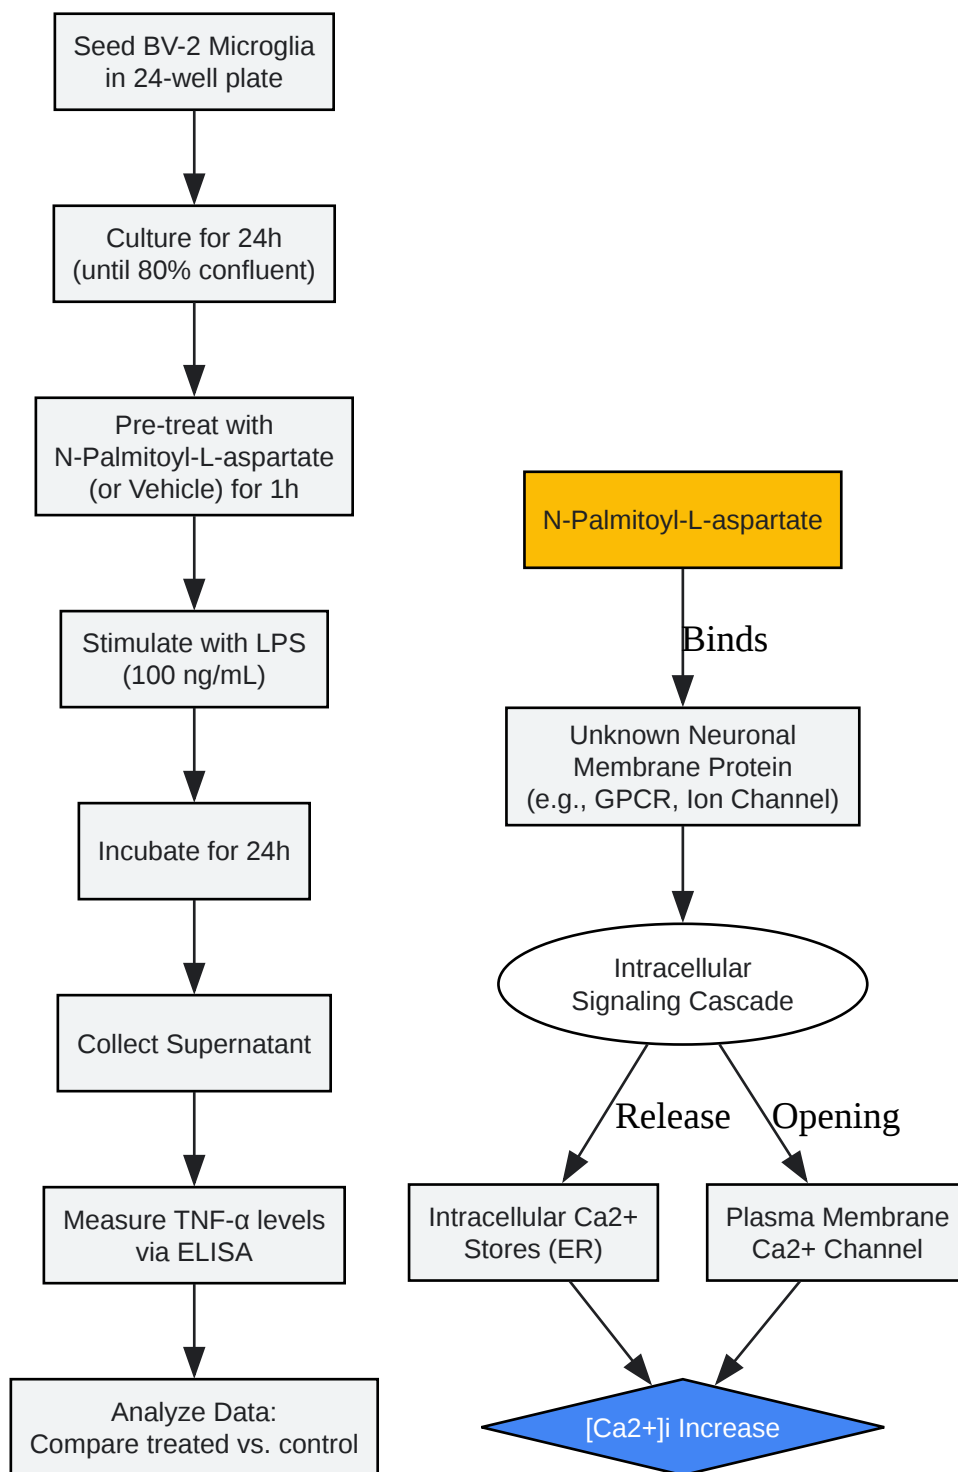 Seed BV-2 Microglia
in 24-well plate
Culture for 24h
(until 80% confluent)
Pre-treat with
N-Palmitoyl-L-aspartate
(or Vehicle) for 1h
Stimulate with LPS
(100 ng/mL)
Incubate for 24h
Collect Supernatant
Measure TNF-α levels
via ELISA
Analyze Data:
Compare treated vs. control
N-Palmitoyl-L-aspartate
Binds
Unknown Neuronal
Membrane Protein
(e.g., GPCR, Ion Channel)
Intracellular
Signaling Cascade
Release
Opening
Intracellular Ca2+
Stores (ER)
Plasma Membrane
Ca2+ Channel
[Ca2+]i Increase